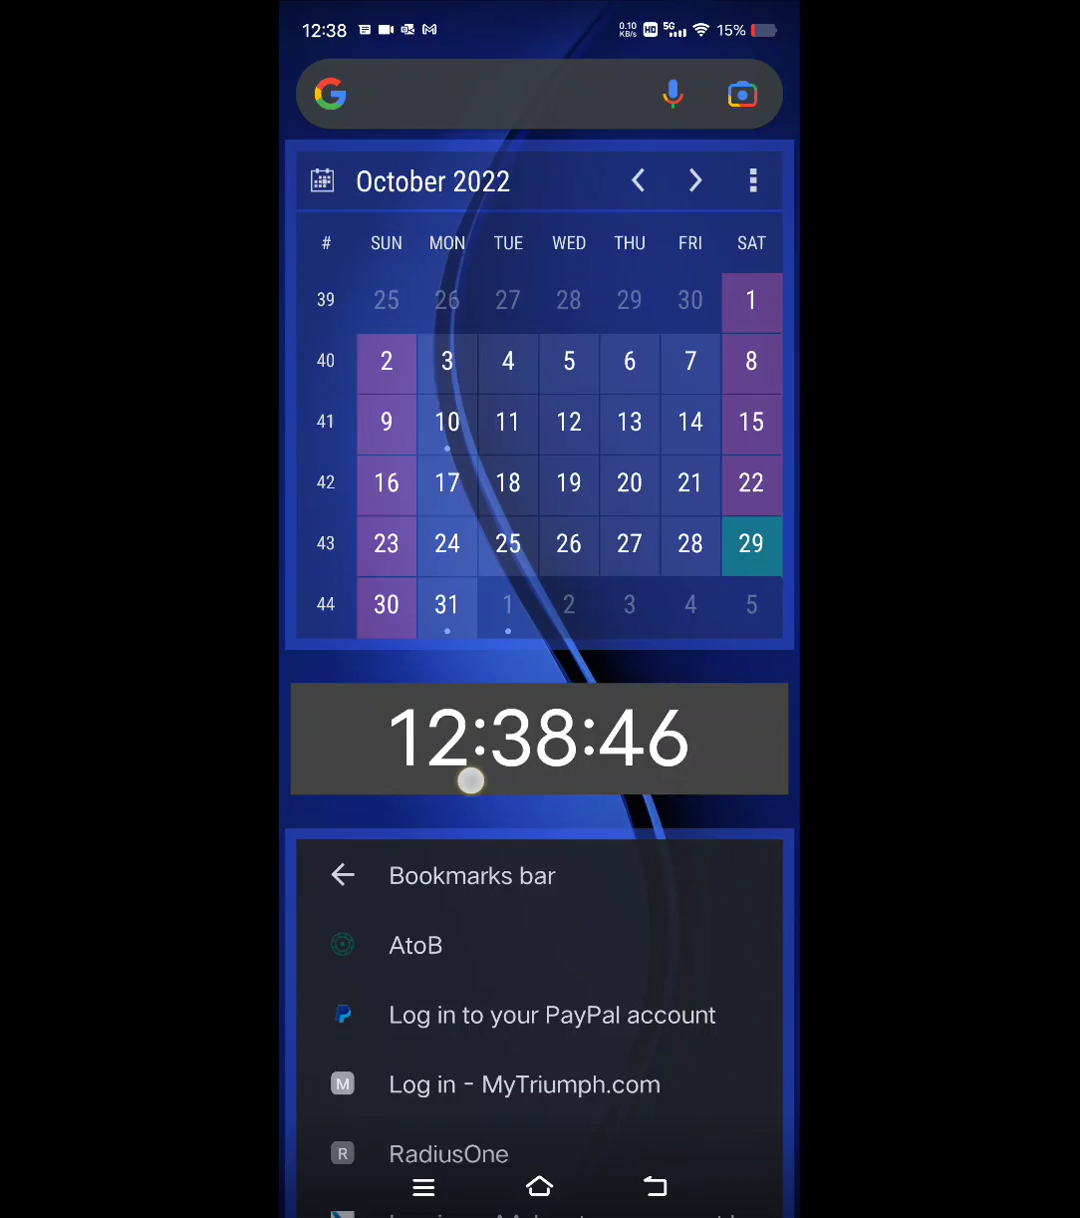 12:38 0.10 KB/s HD 5G 15%
G
October 2022
# SUN MON TUE WED THU FRI SAT
39 25 26 27 28 29 30 1
40 2 3 4 5 6 7 8
41 9 10 11 12 13 14 15
42 16 17 18 19 20 21 22
43 23 24 25 26 27 28 29
44 30 31 1 2 3 4 5
12:38:46
Bookmarks bar
AtoB
Log in to your PayPal account
M Log in - MyTriumph.com
R RadiusOne